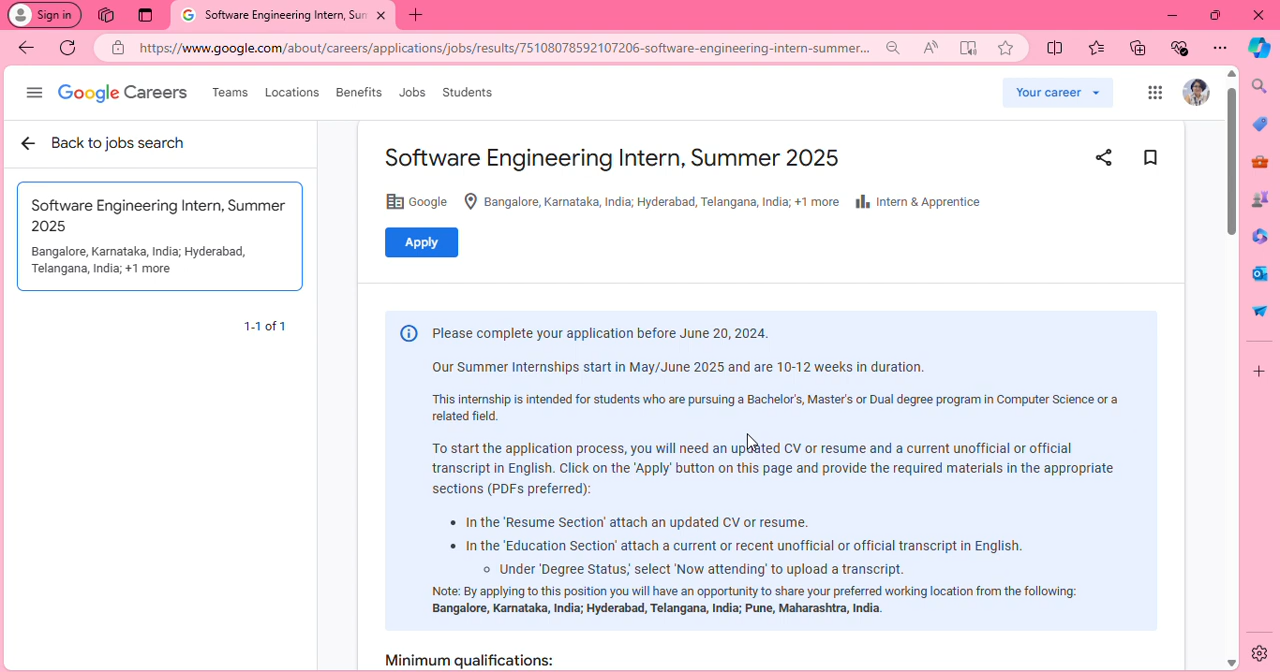 Sign in
Software Engineering Intern, Sun
https://www.google.com/about/careers/applications/jobs/results/75108078592107206-software-engineering-intern-summer...
Google Careers
Teams
Locations
Benefits
Jobs
Students
Your career
Back to jobs search
Software Engineering Intern, Summer
2025
Bangalore, Karnataka, India; Hyderabad,
Telangana, India; +1 more
1-1 of 1
Software Engineering Intern, Summer 2025
Google
Bangalore, Karnataka, India; Hyderabad, Telangana, India; +1 more
Intern & Apprentice
Apply
Please complete your application before June 20, 2024.
Our Summer Internships start in May/June 2025 and are 10-12 weeks in duration.
This internship is intended for students who are pursuing a Bachelor's, Master's or Dual degree program in Computer Science or a
related field.
To start the application process, you will need an updated CV or resume and a current unofficial or official
transcript in English. Click on the 'Apply' button on this page and provide the required materials in the appropriate
sections (PDFs preferred):
• In the 'Resume Section' attach an updated CV or resume.
• In the 'Education Section' attach a current or recent unofficial or official transcript in English.
○ Under 'Degree Status,' select 'Now attending' to upload a transcript.
Note: By applying to this position you will have an opportunity to share your preferred working location from the following:
Bangalore, Karnataka, India; Hyderabad, Telangana, India; Pune, Maharashtra, India.
Minimum qualifications: